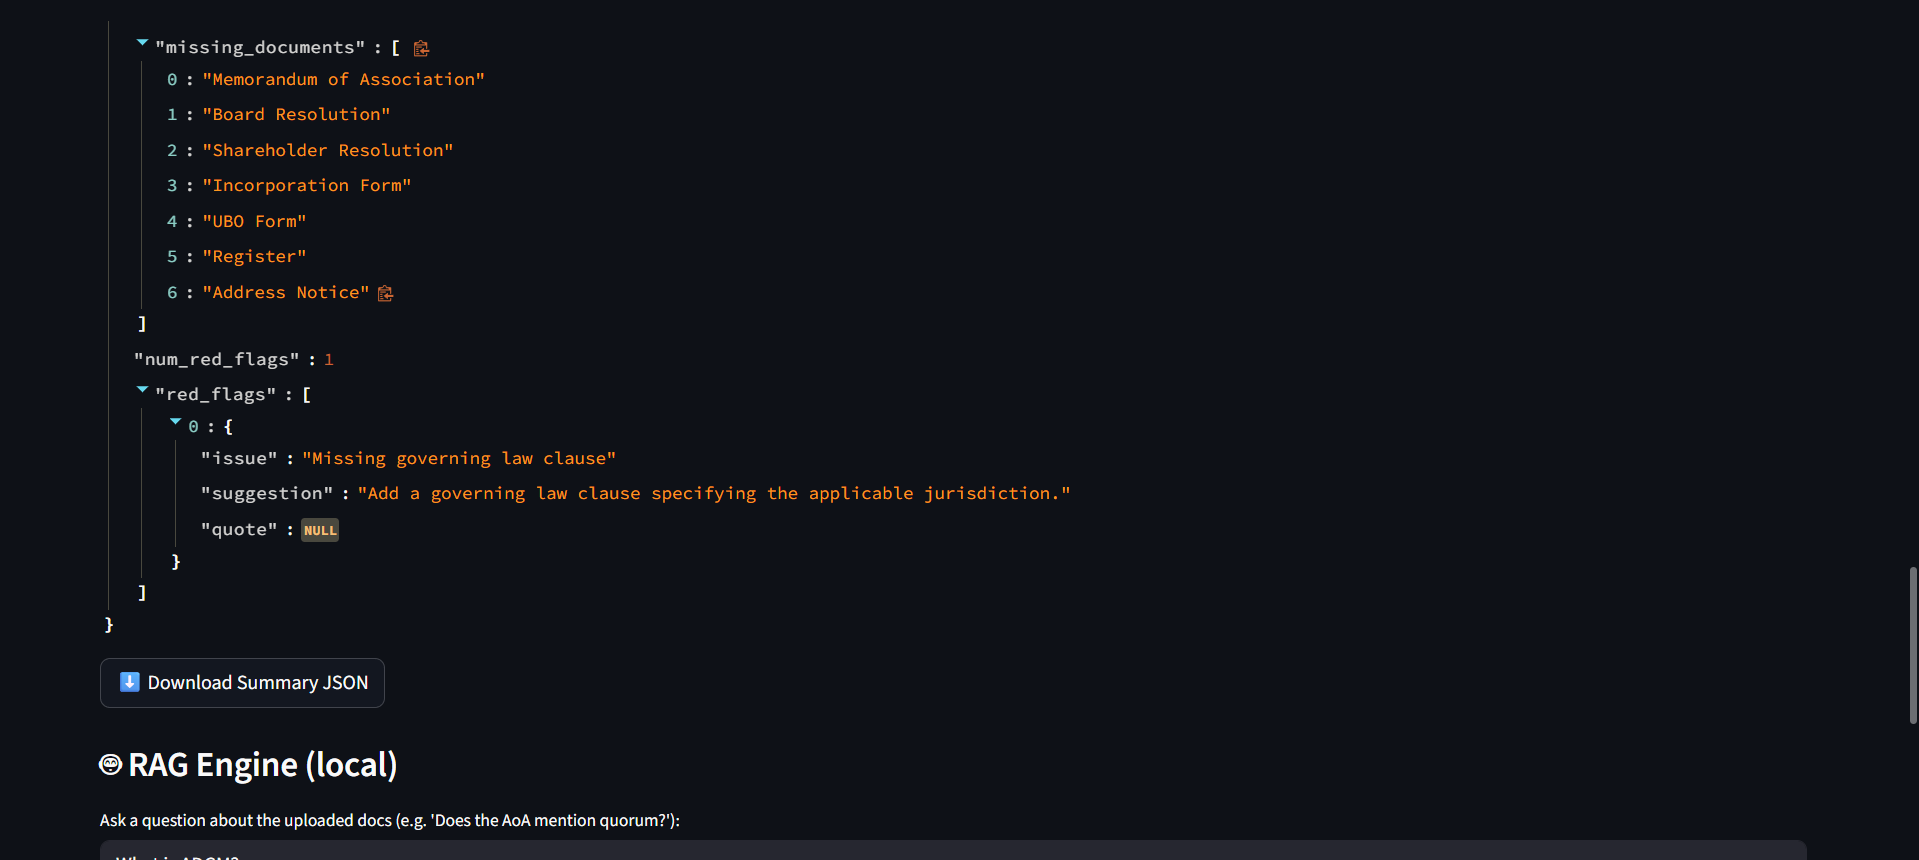 "missing_documents" : [
0 : "Memorandum of Association"
1 : "Board Resolution"
2 : "Shareholder Resolution"
3 : "Incorporation Form"
4 : "UBO Form"
5 : "Register"
6 : "Address Notice"
]
"num_red_flags" : 1
"red_flags" : [
0 : {
"issue" : "Missing governing law clause"
"suggestion" : "Add a governing law clause specifying the applicable jurisdiction."
"quote" : NULL
}
]
}
Download Summary JSON
RAG Engine (local)
Ask a question about the uploaded docs (e.g. 'Does the AoA mention quorum?'):
What is ADGM?